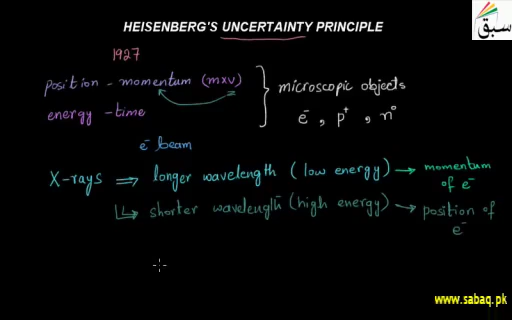 HEISENBERG'S UNCERTAINTY PRINCIPLE
سبق
1927
position - momentum (m×v)
energy - time
microscopic objects
e⁻, p⁺, n⁰
e⁻ beam
X-rays ⇒ longer wavelength (low energy) → momentum of e⁻
↳ shorter wavelength (high energy) → position of e⁻
www.sabaq.pk